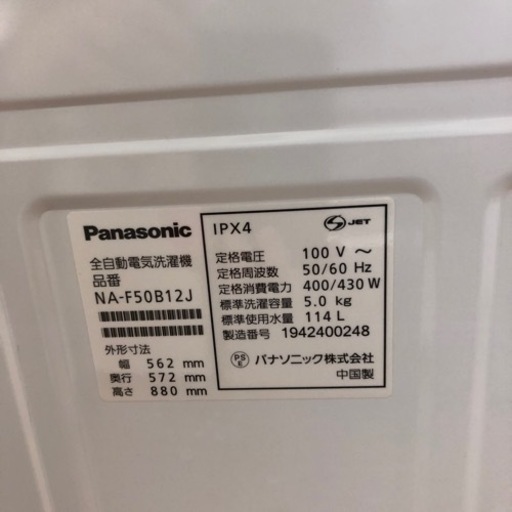 Panasonic
全自動電気洗濯機
品番
NA-F50B12J
外形寸法
幅 562 mm
奥行 572 mm
高さ 880 mm
IPX4
S JET
定格電圧 100 V ～
定格周波数 50/60 Hz
定格消費電力 400/430 W
標準洗濯容量 5.0 kg
標準使用水量 114 L
製造番号 1942400248
PS E パナソニック株式会社
中国製